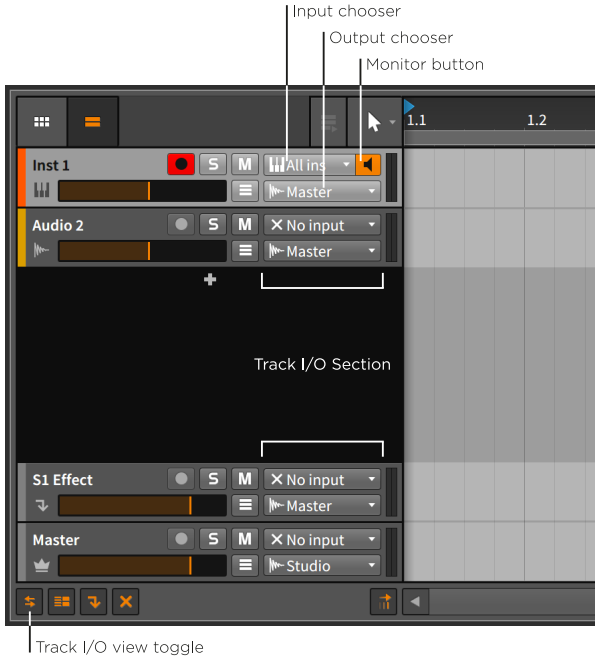 Input chooser
Output chooser
Monitor button
1.1 1.2
Inst 1 S M All ins
Master
Audio 2 S M No input
Master
Track I/O Section
S1 Effect S M No input
Master
Master S M No input
Studio
Track I/O view toggle